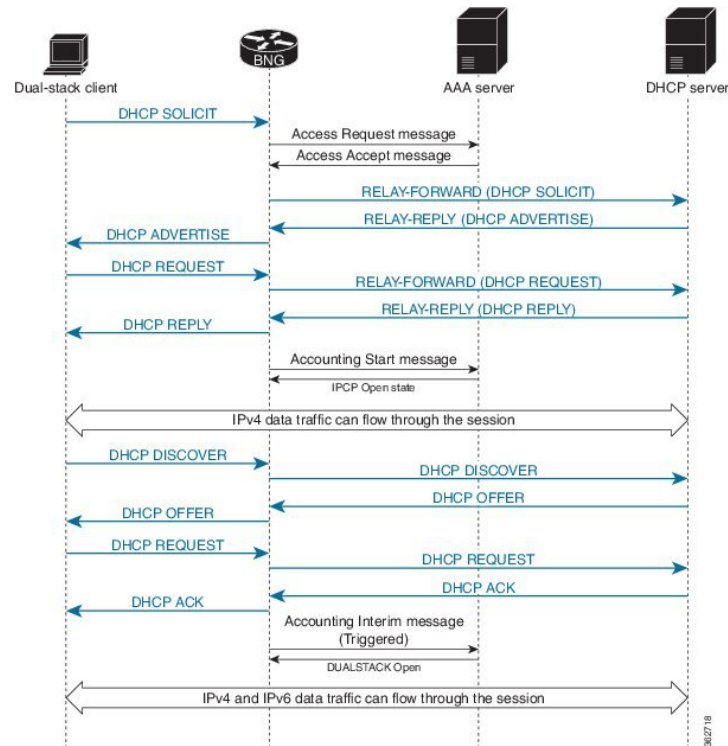 BNG
Dual-stack client
AAA server
DHCP server
DHCP SOLICIT
Access Request message
Access Accept message
RELAY-FORWARD (DHCP SOLICIT)
RELAY-REPLY (DHCP ADVERTISE)
DHCP ADVERTISE
DHCP REQUEST
RELAY-FORWARD (DHCP REQUEST)
RELAY-REPLY (DHCP REPLY)
DHCP REPLY
Accounting Start message
IPCP Open state
IPv4 data traffic can flow through the session
DHCP DISCOVER
DHCP DISCOVER
DHCP OFFER
DHCP OFFER
DHCP REQUEST
DHCP REQUEST
DHCP ACK
DHCP ACK
Accounting Interim message
(Triggered)
DUALSTACK Open
IPv4 and IPv6 data traffic can flow through the session
362718